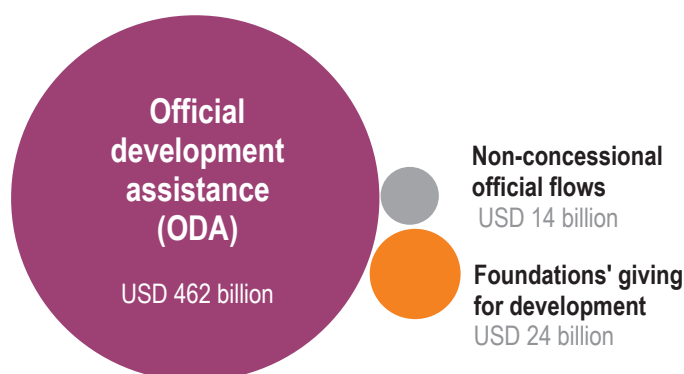 Official
development
assistance
(ODA)
USD 462 billion
Non-concessional
official flows
USD 14 billion
Foundations' giving
for development
USD 24 billion